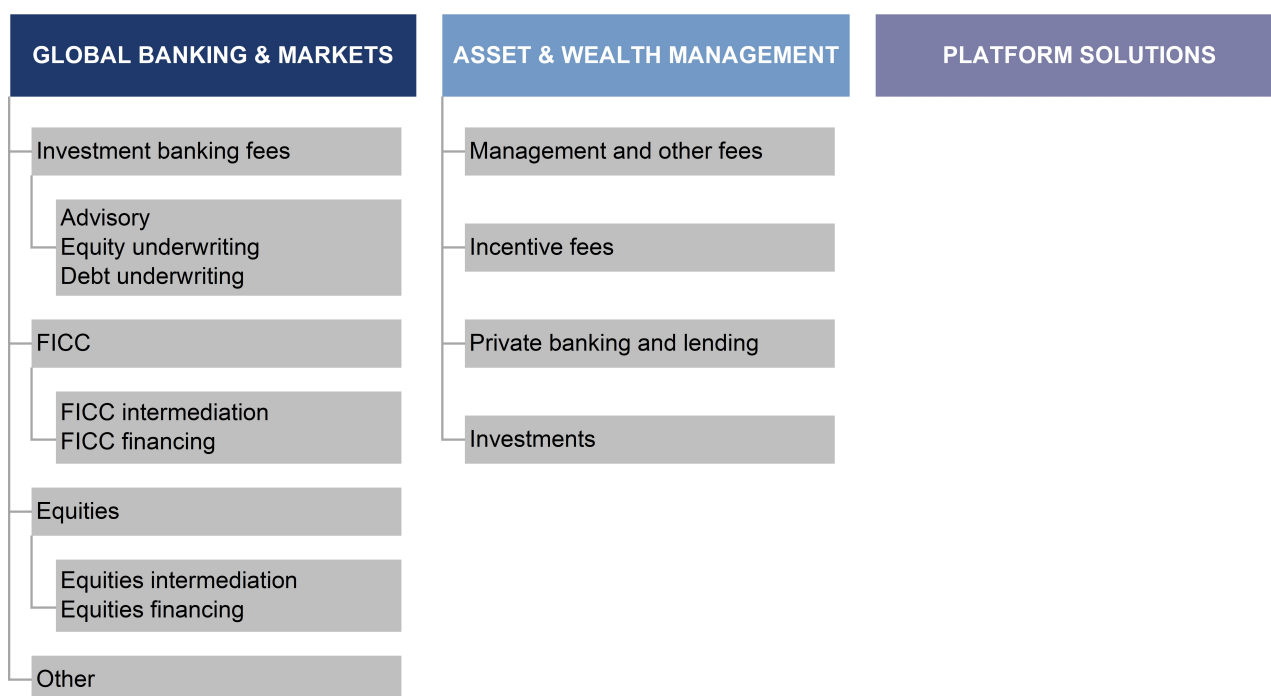 GLOBAL BANKING & MARKETS
Investment banking fees
Advisory
Equity underwriting
Debt underwriting
FICC
FICC intermediation
FICC financing
Equities
Equities intermediation
Equities financing
Other
ASSET & WEALTH MANAGEMENT
Management and other fees
Incentive fees
Private banking and lending
Investments
PLATFORM SOLUTIONS